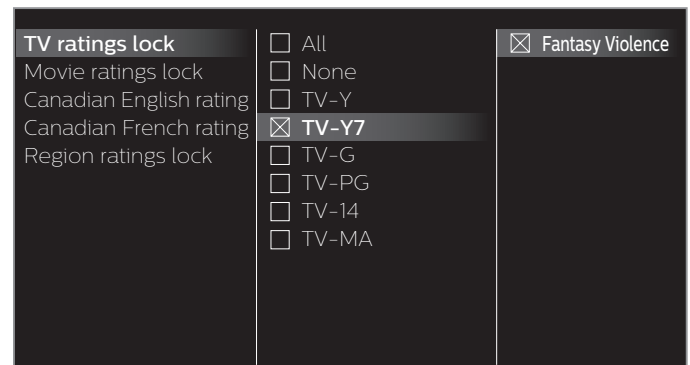 TV ratings lock
Movie ratings lock
Canadian English rating
Canadian French rating
Region ratings lock
All
None
TV-Y
TV-Y7
TV-G
TV-PG
TV-14
TV-MA
Fantasy Violence